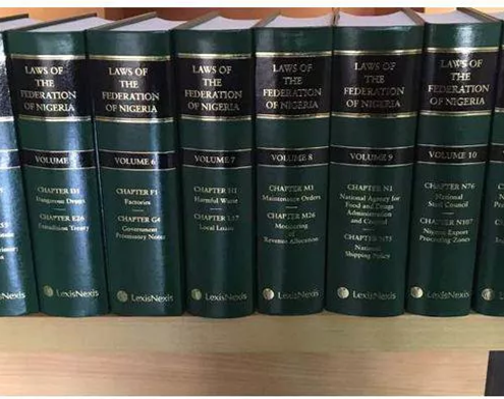 LexisNexis
LAWS OF
THE
FEDERATION
OF NIGERIA
VOLUME
CHAPTER D1
Dangerous Drugs
CHAPTER E26
Extradition Treaty
LexisNexis
LAWS OF
THE
FEDERATION
OF NIGERIA
VOLUME 6
CHAPTER F1
Factories
CHAPTER G4
Government
Promissory Notes
LexisNexis
LAWS OF
THE
FEDERATION
OF NIGERIA
VOLUME 7
CHAPTER H1
Harmful Waste
CHAPTER L17
Local Loans
LexisNexis
LAWS OF
THE
FEDERATION
OF NIGERIA
VOLUME 8
CHAPTER M1
Maintenance Orders
CHAPTER M26
Monitoring
of
Revenue Allocation
LexisNexis
LAWS OF
THE
FEDERATION
OF NIGERIA
VOLUME 9
CHAPTER N1
National Agency for
Food and Drugs
Administration
and Control
CHAPTER
National
Shipping Policy
LexisNexis
LAWS OF
THE
FEDERATION
OF NIGERIA
VOLUME 10
CHAPTER N76
National
Steel Council
CHAPTER N107
Nigeria Export
Processing Zones
LexisNexis